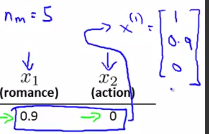 n_m = 5
x^(1) = [1
0.9
0]
x_1 x_2
(romance) (action)
0.9 0